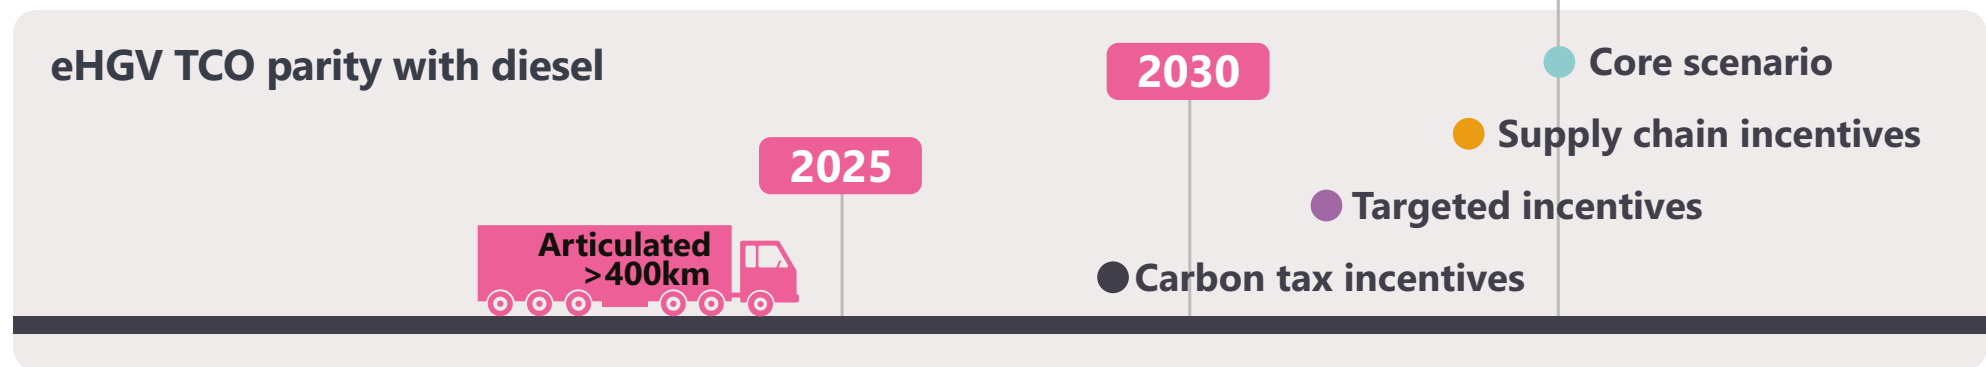 eHGV TCO parity with diesel
2030
Core scenario
Supply chain incentives
2025
Targeted incentives
Articulated
>400km
Carbon tax incentives